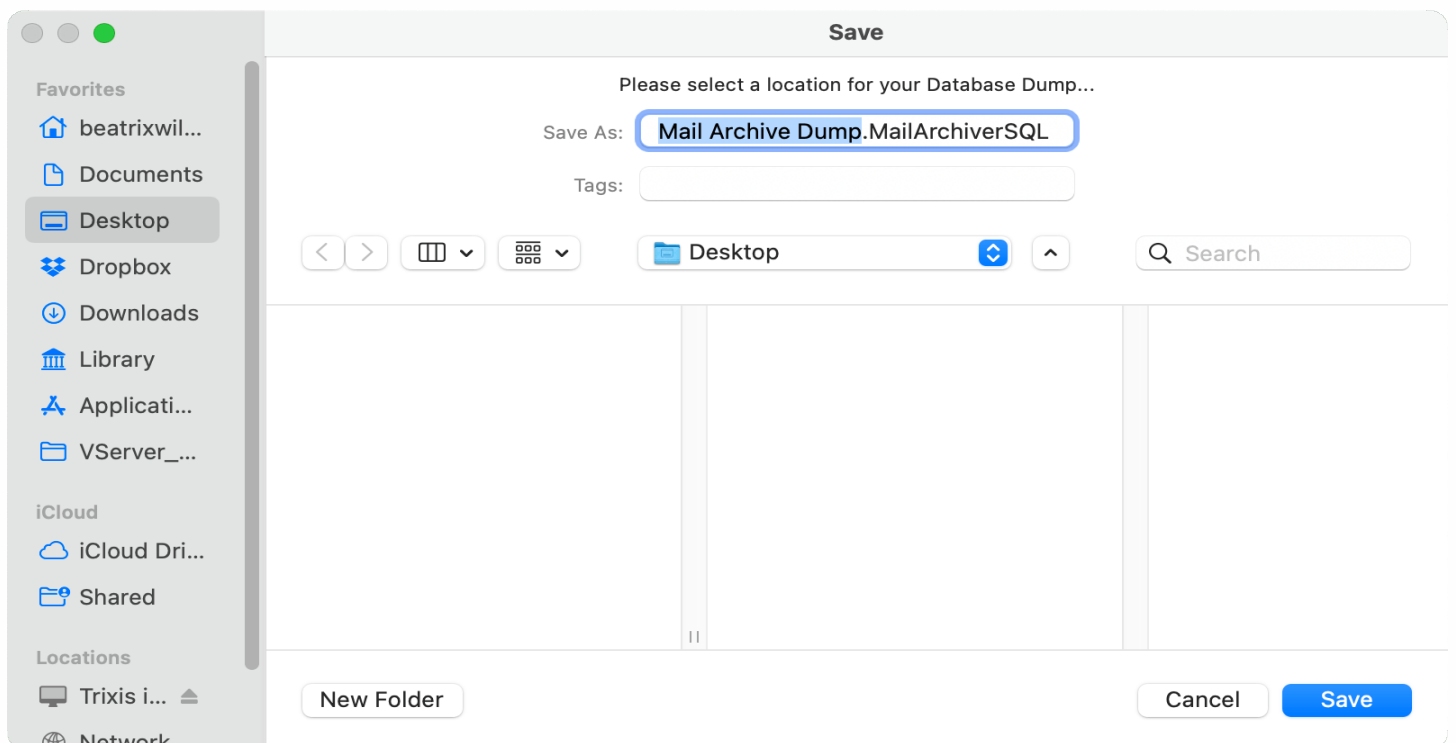 Save
Favorites
beatrixwil...
Documents
Desktop
Dropbox
Downloads
Library
Applicati...
VServer_...
iCloud
iCloud Dri...
Shared
Locations
Trixis i...
Network
Please select a location for your Database Dump...
Save As: Mail Archive Dump.MailArchiverSQL
Tags:
Desktop
Search
New Folder
Cancel
Save